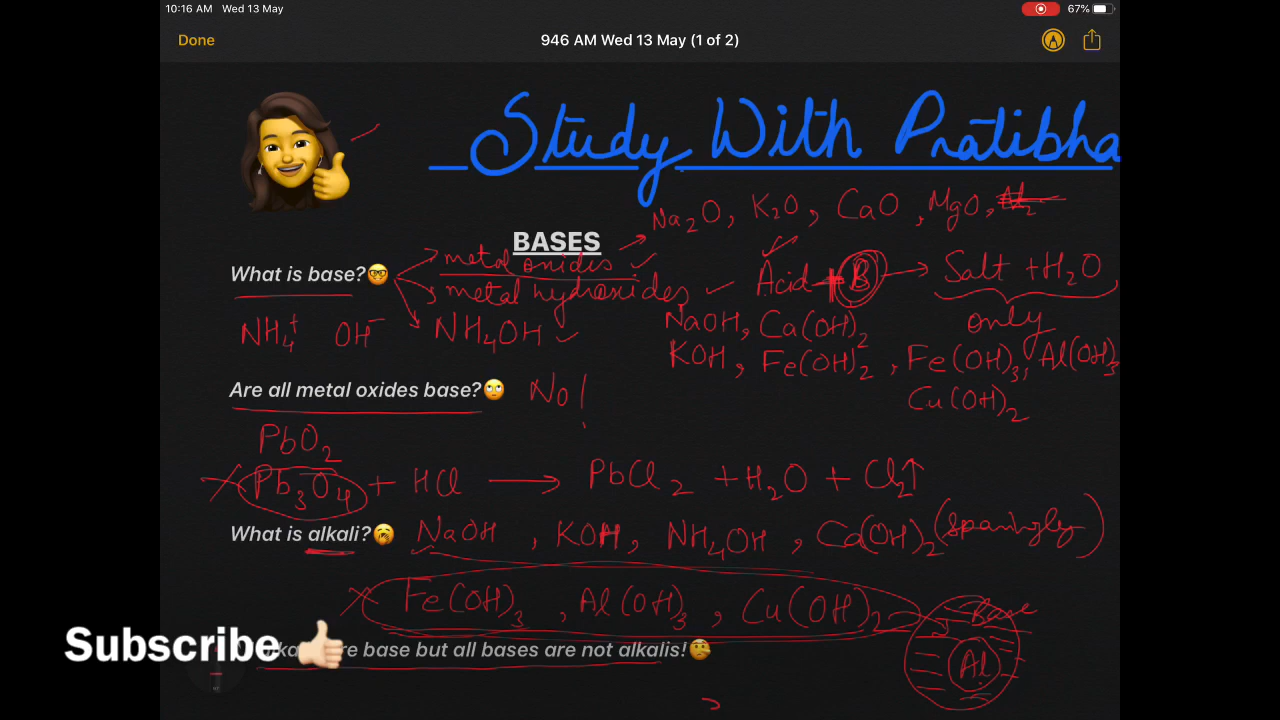 10:16 AM Wed 13 May 67%
Done 946 AM Wed 13 May (1 of 2)
Study With Pratibha
Na₂O, K₂O, CaO, MgO,
BASES
metal oxides
What is base?🤓 Acid + B → Salt + H₂O
metal hydroxides
NaOH, Ca(OH)₂ only
NH₄⁺ OH⁻ NH₄OH
KOH, Fe(OH)₂, Fe(OH)₃, Al(OH)₃
Are all metal oxides base?🙄 No!
Cu(OH)₂
PbO₂
Pb₃O₄ + HCl → PbCl₂ + H₂O + Cl₂↑
What is alkali?🥱 NaOH, KOH, NH₄OH, Ca(OH)₂ (Sparingly)
Fe(OH)₃, Al(OH)₃, Cu(OH)₂ Base
Subscribe 👍🏻
re base but all bases are not alkalis!🤨
Al